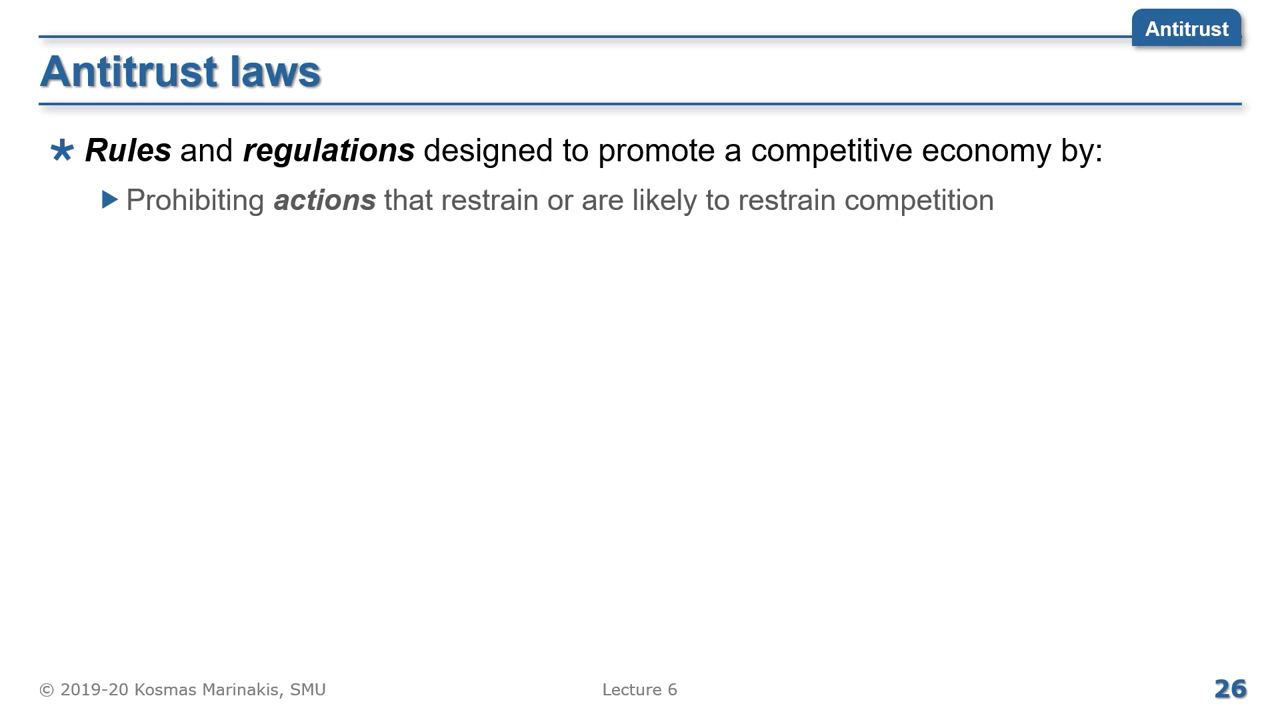 Antitrust
Antitrust laws
* Rules and regulations designed to promote a competitive economy by:
Prohibiting actions that restrain or are likely to restrain competition
© 2019-20 Kosmas Marinakis, SMU
Lecture 6
26